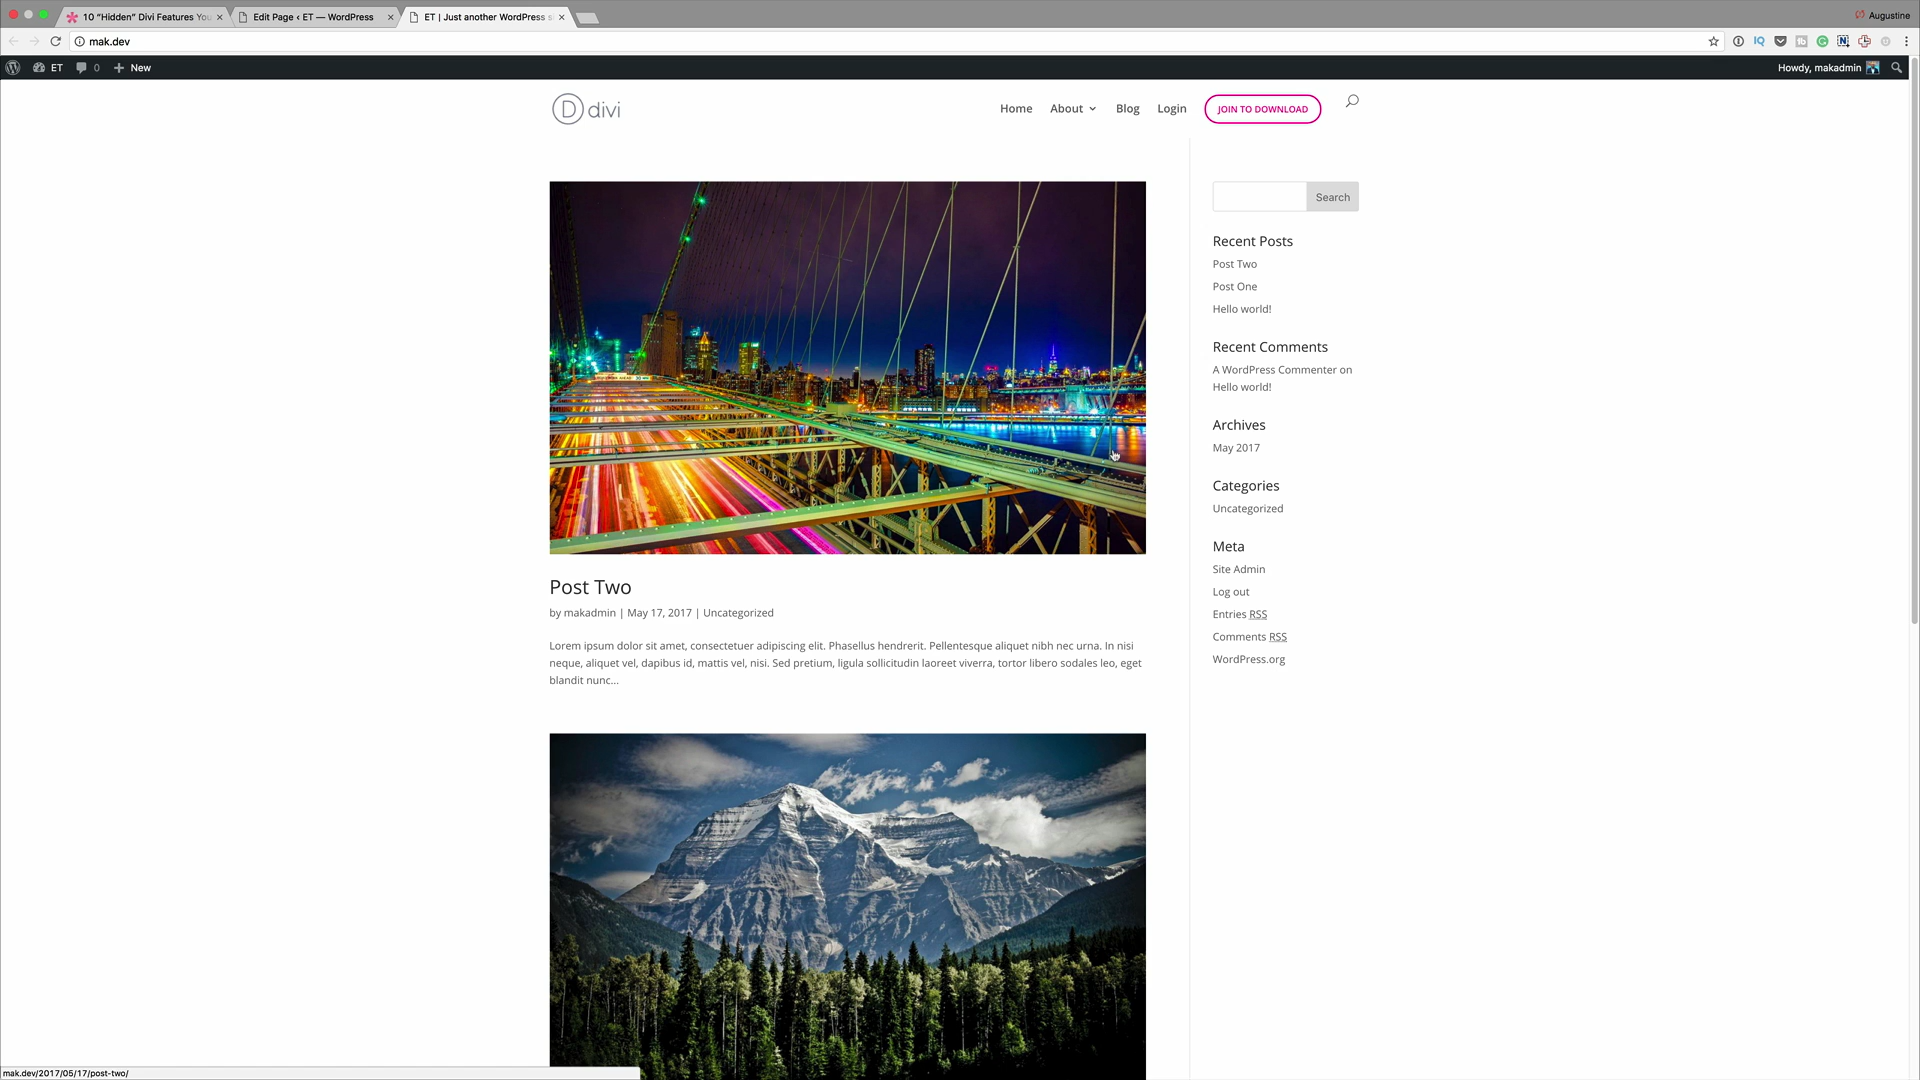 10 “Hidden” Divi Features You
Edit Page ‹ ET — WordPress
ET | Just another WordPress s
Augustine
mak.dev
ET
0
New
Howdy, makadmin
D divi
Home
About
Blog
Login
JOIN TO DOWNLOAD
Search
Recent Posts
Post Two
Post One
Hello world!
Recent Comments
A WordPress Commenter on
Hello world!
Archives
May 2017
Categories
Uncategorized
Meta
Site Admin
Log out
Entries RSS
Comments RSS
WordPress.org
Post Two
by makadmin | May 17, 2017 | Uncategorized
Lorem ipsum dolor sit amet, consectetuer adipiscing elit. Phasellus hendrerit. Pellentesque aliquet nibh nec urna. In nisi
neque, aliquet vel, dapibus id, mattis vel, nisi. Sed pretium, ligula sollicitudin laoreet viverra, tortor libero sodales leo, eget
blandit nunc...
mak.dev/2017/05/17/post-two/